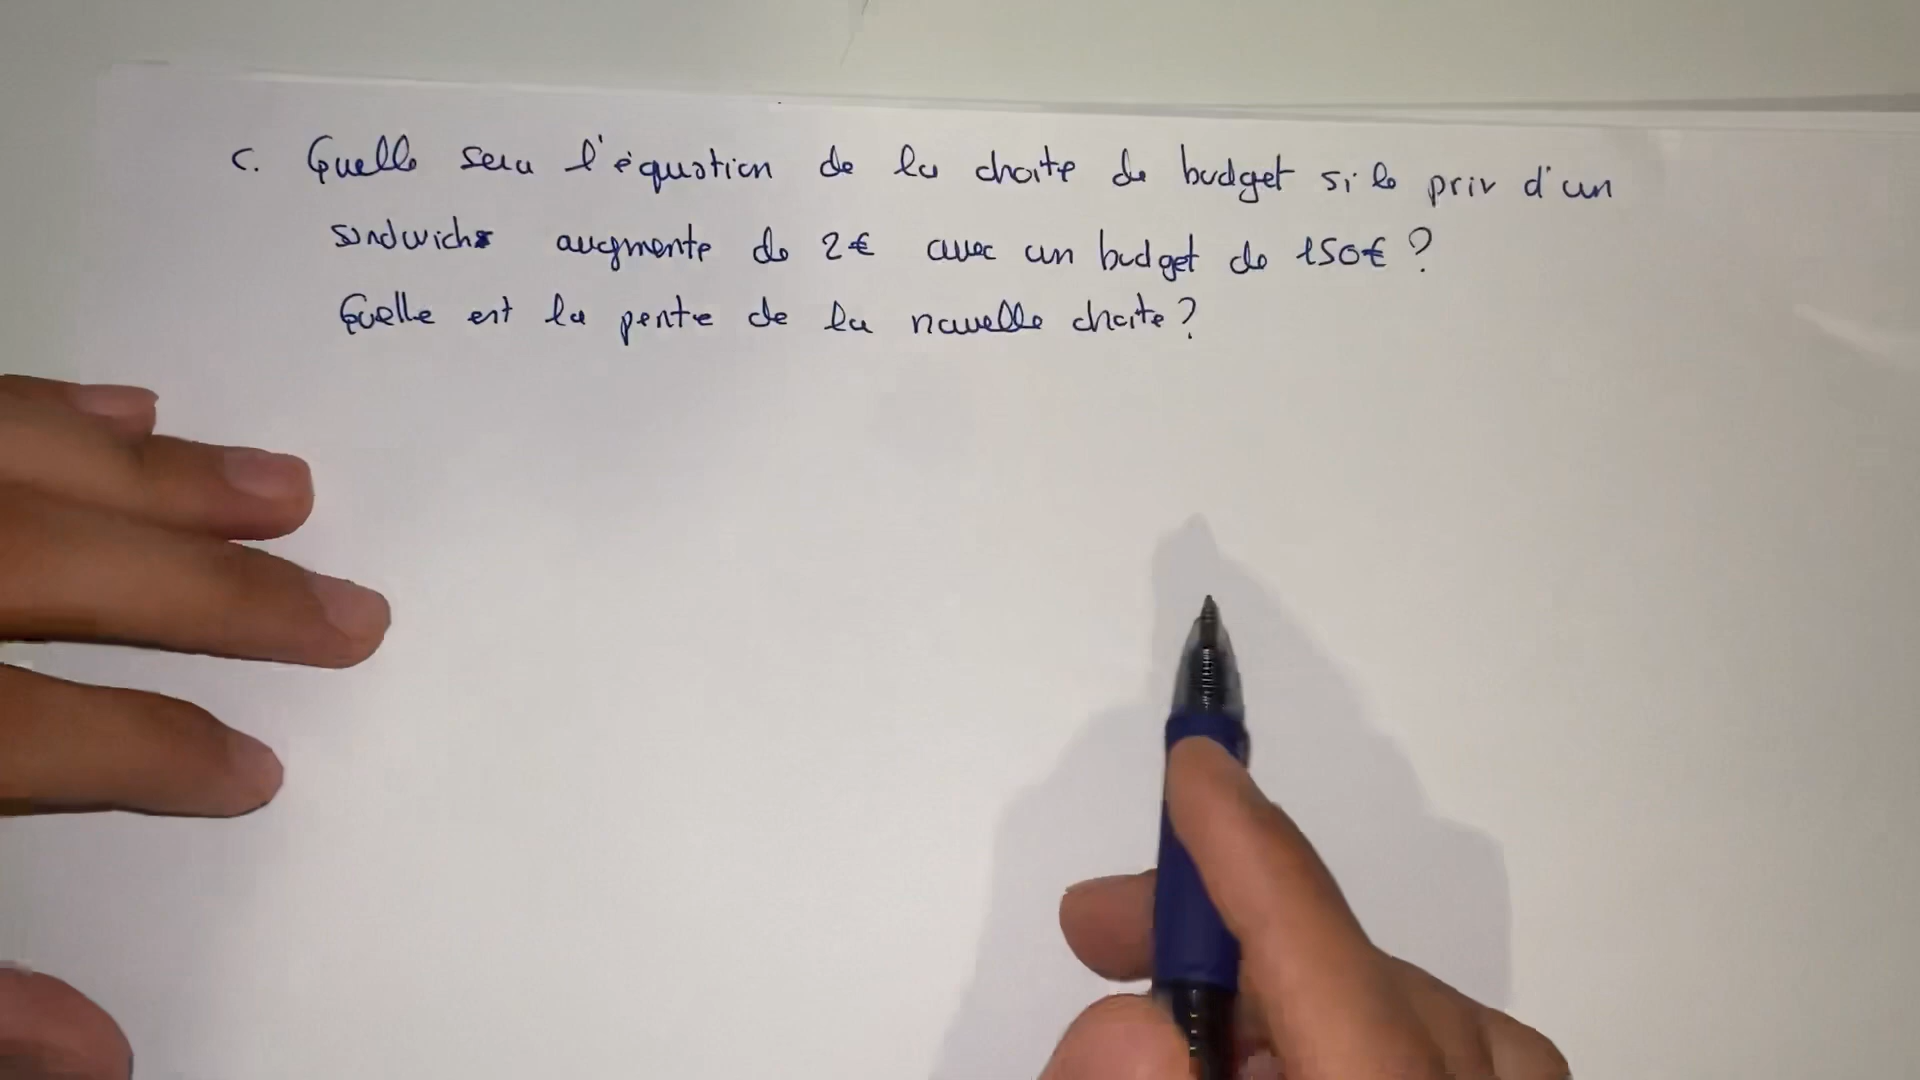 c. Quelle sera l'équation de la droite de budget si le prix d'un
sandwich augmente de 2€ avec un budget de 150€ ?
Quelle est la pente de la nouvelle droite ?